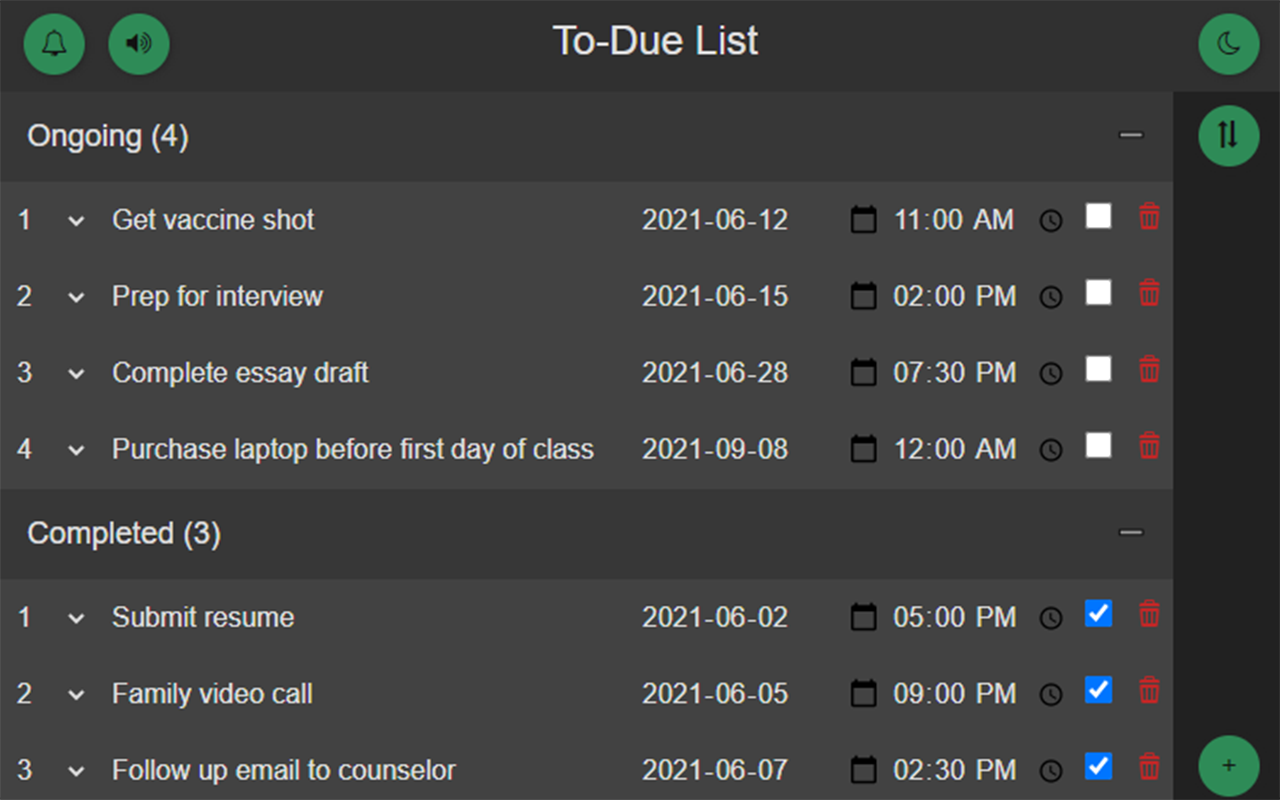 To-Due List
Ongoing (4)
1 Get vaccine shot 2021-06-12 11:00 AM
2 Prep for interview 2021-06-15 02:00 PM
3 Complete essay draft 2021-06-28 07:30 PM
4 Purchase laptop before first day of class 2021-09-08 12:00 AM
Completed (3)
1 Submit resume 2021-06-02 05:00 PM
2 Family video call 2021-06-05 09:00 PM
3 Follow up email to counselor 2021-06-07 02:30 PM